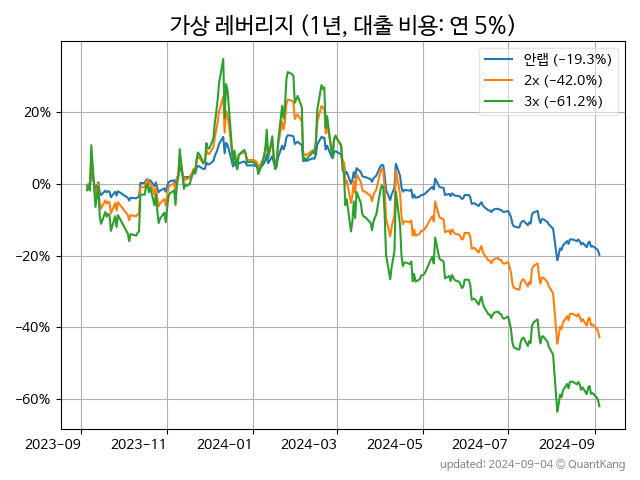 가상 레버리지 (1년, 대출 비용: 연 5%)
안랩 (−19.3%)
2x (−42.0%)
3x (−61.2%)
20%
0%
−20%
−40%
−60%
2023-09 2023-11 2024-01 2024-03 2024-05 2024-07 2024-09
updated: 2024-09-04 © QuantKang